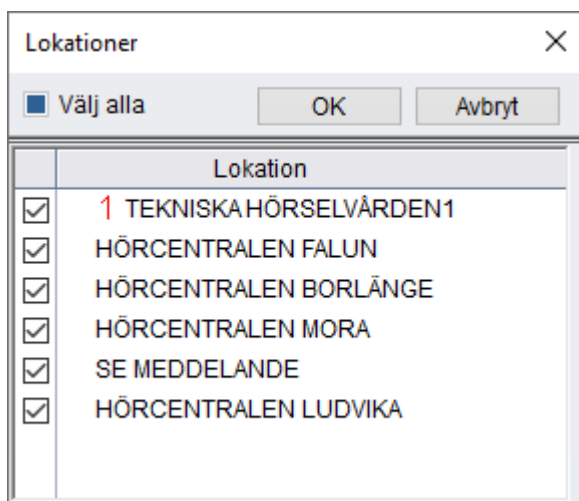 Lokationer
Välj alla OK Avbryt
Lokation
1 TEKNISKA HÖRSELVÅRDEN1
HÖRCENTRALEN FALUN
HÖRCENTRALEN BORLÄNGE
HÖRCENTRALEN MORA
SE MEDDELANDE
HÖRCENTRALEN LUDVIKA